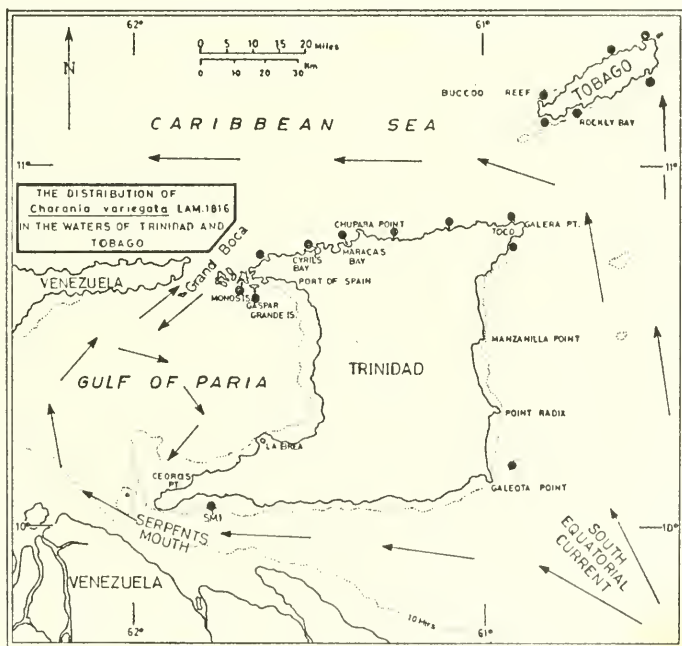 62° 61°
0 5 10 15 20 Miles
0 10 20 30
Km
N
BUCCOO REEF
TOBAGO
ROCKLY BAY
CARIBBEAN SEA
11° 11°
THE DISTRIBUTION OF
Charonia variegata LAM.1816
IN THE WATERS OF TRINIDAD AND
TOBAGO
CHUPARA POINT
TOCO
GALERA PT.
CYRILS
BAY
MARACAS
BAY
Grand Boca
VENEZUELA
PORT OF SPAIN
MONOS IS.
GASPAR
GRANDE IS.
MANZANILLA POINT
TRINIDAD
GULF OF PARIA
POINT RADIX
LA BREA
CEDROS
PT
GALEOTA POINT
SM.1
10° 10°
SERPENTS
MOUTH
SOUTH
EQUATORIAL
CURRENT
VENEZUELA
62° 61°